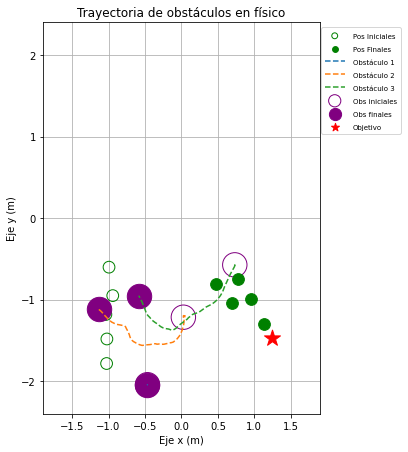 Trayectoria de obstáculos en físico
Pos Iniciales
Pos Finales
Obstáculo 1
Obstáculo 2
Obstáculo 3
Obs Iniciales
Obs finales
Objetivo
Eje y (m)
2
1
0
−1
−2
−1.5
−1.0
−0.5
0.0
0.5
1.0
1.5
Eje x (m)